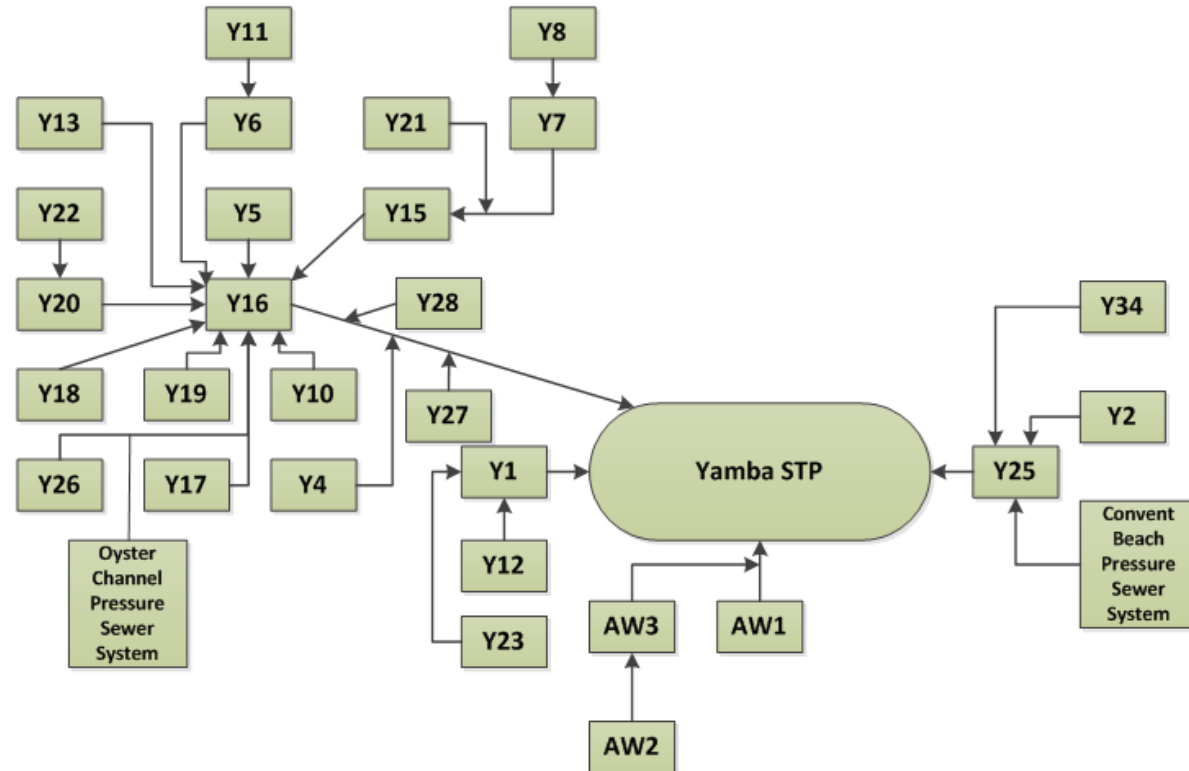 Y11
Y8
Y13
Y6
Y21
Y7
Y22
Y5
Y15
Y20
Y16
Y28
Y34
Y18
Y19
Y10
Y27
Y2
Y26
Y17
Y4
Y1
Yamba STP
Y25
Oyster
Channel
Pressure
Sewer
System
Y12
Convent
Beach
Pressure
Sewer
System
Y23
AW3
AW1
AW2